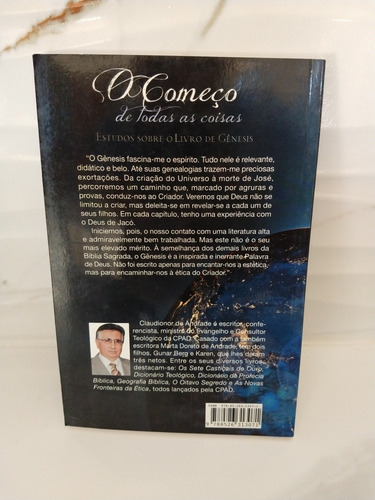 O Começo
de todas as coisas
Estudos sobre o Livro de Gênesis
"O Gênesis fascina-me o espírito. Tudo nele é relevante,
didático e belo. Até suas genealogias trazem-me preciosas
exortações. Da criação do Universo à morte de José,
percorremos um caminho que, marcado por agruras e
provas, conduz-nos ao Criador. Veremos que Deus não se
limitou a criar, mas deleita-se em revelar-se a cada um de
seus filhos. Em cada capítulo, tenho uma experiência com
o Deus de Jacó.
Iniciemos, pois, o nosso contato com uma literatura alta e
admiravelmente bem trabalhada. Mas este não é o seu
mais elevado mérito. À semelhança dos demais livros da
Bíblia Sagrada, o Gênesis é a inspirada e inerrante Palavra
de Deus. Não foi escrito apenas para encantar-nos a estética,
mas para encaminhar-nos à ética do Criador."
Claudionor de Andrade é escritor, confe-
rencista, ministro do Evangelho e Consultor
Teológico da CPAD. Casado com a também
escritora Marta Doreto de Andrade, tem dois
filhos, Gunar Berg e Karen, que lhes deram
três netos. Entre os seus diversos livros,
destacam-se: Os Sete Castiçais de Ouro,
Dicionário Teológico, Dicionário de Profecia
Bíblica, Geografia Bíblica, O Oitavo Segredo e As Novas
Fronteiras da Ética, todos lançados pela CPAD.
9 788526 313071